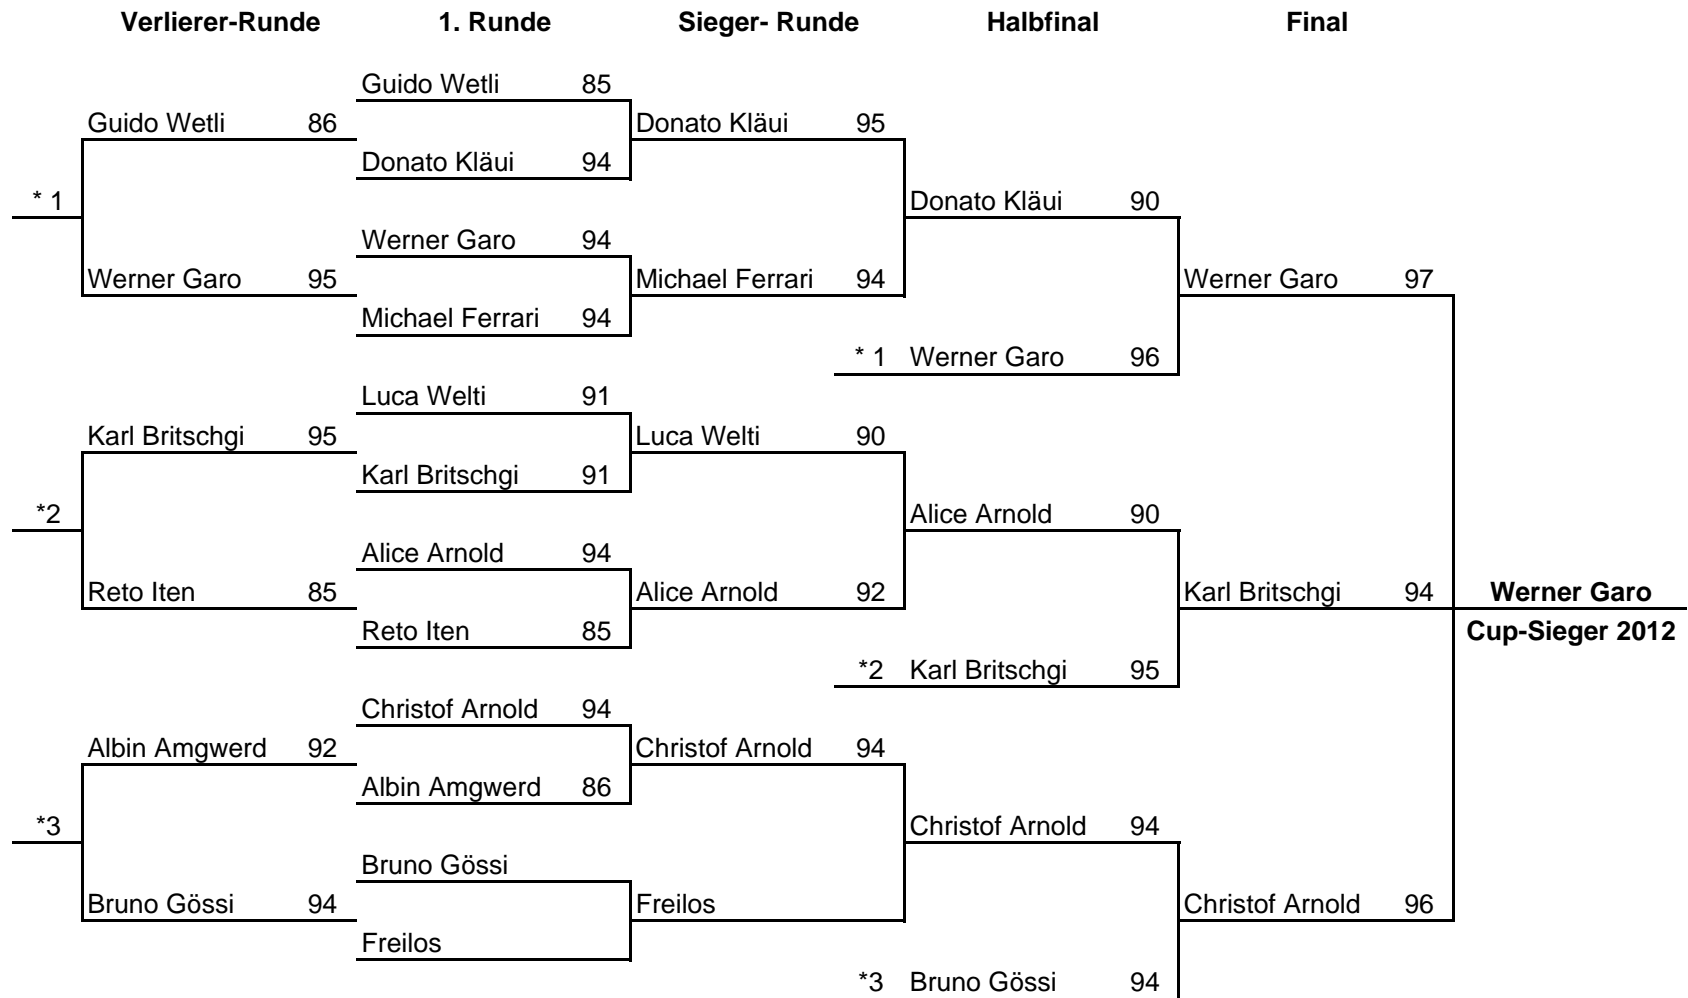 Verlierer-Runde 1. Runde Sieger- Runde Halbfinal Final
Guido Wetli 85
Guido Wetli 86 Donato Kläui 95
Donato Kläui 94
* 1 Donato Kläui 90
Werner Garo 94
Werner Garo 95 Michael Ferrari 94 Werner Garo 97
Michael Ferrari 94
* 1 Werner Garo 96
Luca Welti 91
Karl Britschgi 95 Luca Welti 90
Karl Britschgi 91
*2 Alice Arnold 90
Alice Arnold 94
Reto Iten 85 Alice Arnold 92 Karl Britschgi 94 Werner Garo
Reto Iten 85 Cup-Sieger 2012
*2 Karl Britschgi 95
Christof Arnold 94
Albin Amgwerd 92 Christof Arnold 94
Albin Amgwerd 86
*3 Christof Arnold 94
Bruno Gössi
Bruno Gössi 94 Freilos Christof Arnold 96
Freilos
*3 Bruno Gössi 94